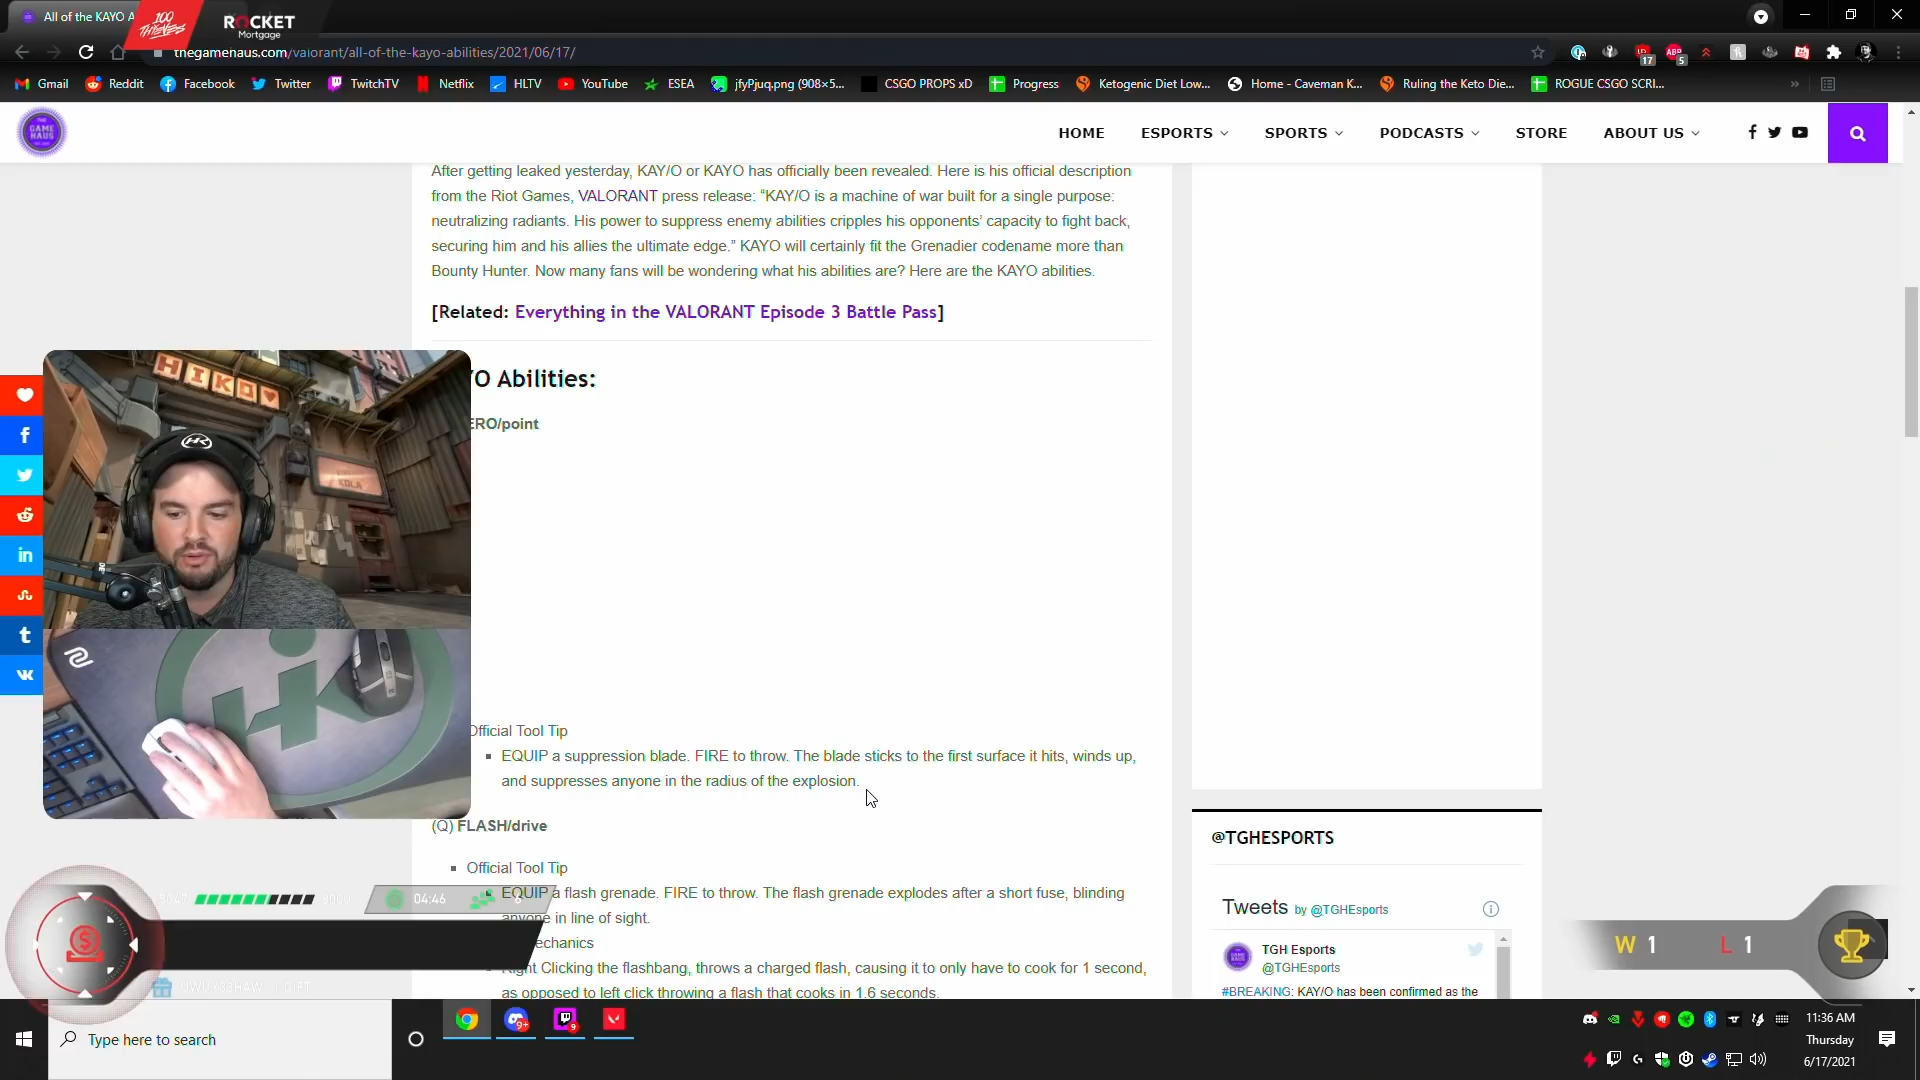 All of the KAYO A
100
THIEVES
ROCKET
Mortgage
thegamehaus.com/valorant/all-of-the-kayo-abilities/2021/06/17/
17
5
Gmail
Reddit
Facebook
Twitter
TwitchTV
Netflix
HLTV
YouTube
ESEA
jfyPjuq.png (908×5...
CSGO PROPS xD
Progress
Ketogenic Diet Low...
Home - Caveman K...
Ruling the Keto Die...
ROGUE CSGO SCRI...
»
THE
GAME
HAUS
HOME
ESPORTS
SPORTS
PODCASTS
STORE
ABOUT US
After getting leaked yesterday, KAY/O or KAYO has officially been revealed. Here is his official description
from the Riot Games, VALORANT press release: “KAY/O is a machine of war built for a single purpose:
neutralizing radiants. His power to suppress enemy abilities cripples his opponents’ capacity to fight back,
securing him and his allies the ultimate edge.” KAYO will certainly fit the Grenadier codename more than
Bounty Hunter. Now many fans will be wondering what his abilities are? Here are the KAYO abilities.
[Related: Everything in the VALORANT Episode 3 Battle Pass]
HIKO
'O Abilities:
ERO/point
KOLA
Official Tool Tip
EQUIP a suppression blade. FIRE to throw. The blade sticks to the first surface it hits, winds up,
and suppresses anyone in the radius of the explosion.
(Q) FLASH/drive
Official Tool Tip
EQUIP a flash grenade. FIRE to throw. The flash grenade explodes after a short fuse, blinding
anyone in line of sight.
echanics
Right Clicking the flashbang, throws a charged flash, causing it to only have to cook for 1 second,
as opposed to left click throwing a flash that cooks in 1.6 seconds.
04:46
@TGHESPORTS
Tweets by @TGHEsports
TGH Esports
@TGHEsports
#BREAKING: KAY/O has been confirmed as the
W 1
L 1
Type here to search
9+
9
11:36 AM
Thursday
6/17/2021